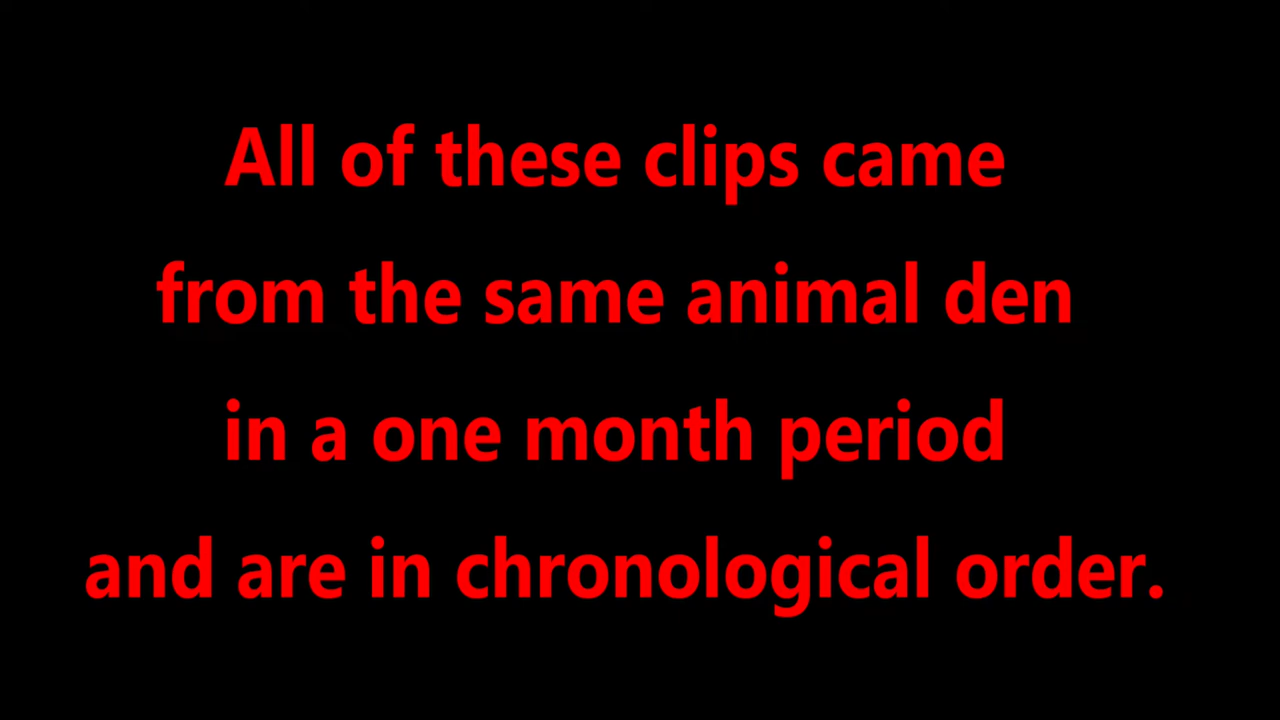 All of these clips came
from the same animal den
in a one month period
and are in chronological order.